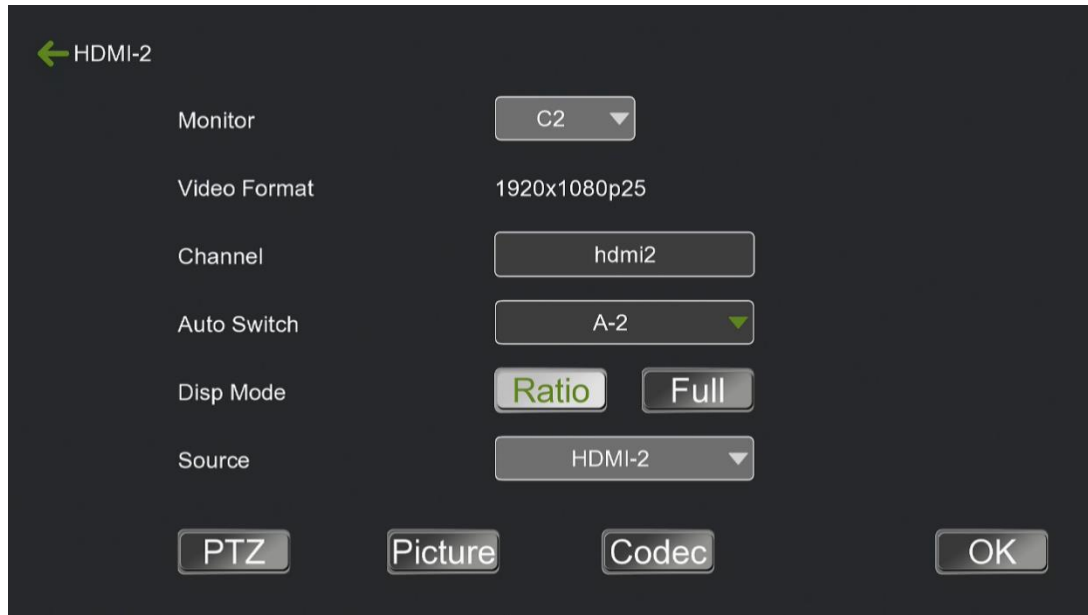 HDMI-2
Monitor C2
Video Format 1920x1080p25
Channel hdmi2
Auto Switch A-2
Disp Mode Ratio Full
Source HDMI-2
PTZ Picture Codec OK